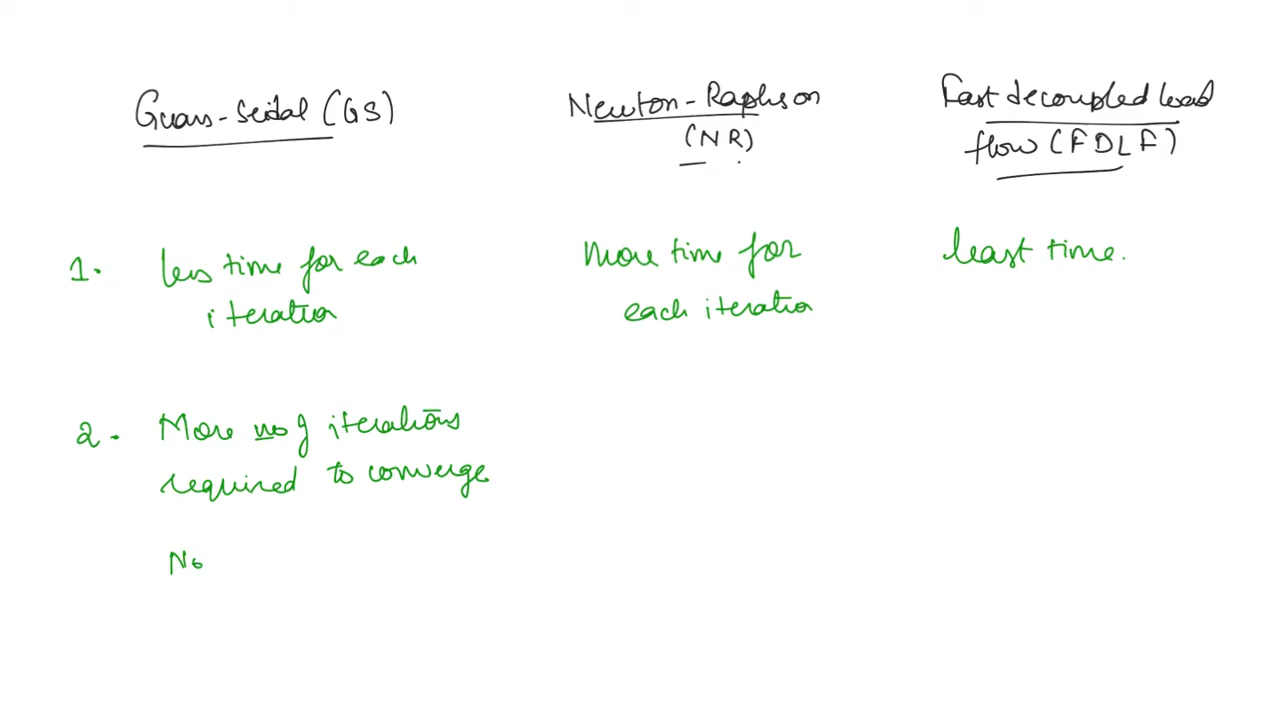 Guass-Seidal (GS)
Newton-Raphson
(NR)
Fast decoupled load
flow (FDLF)
1. less time for each
iteration
More time for
each iteration
least time.
2. More no of iterations
required to converge
No